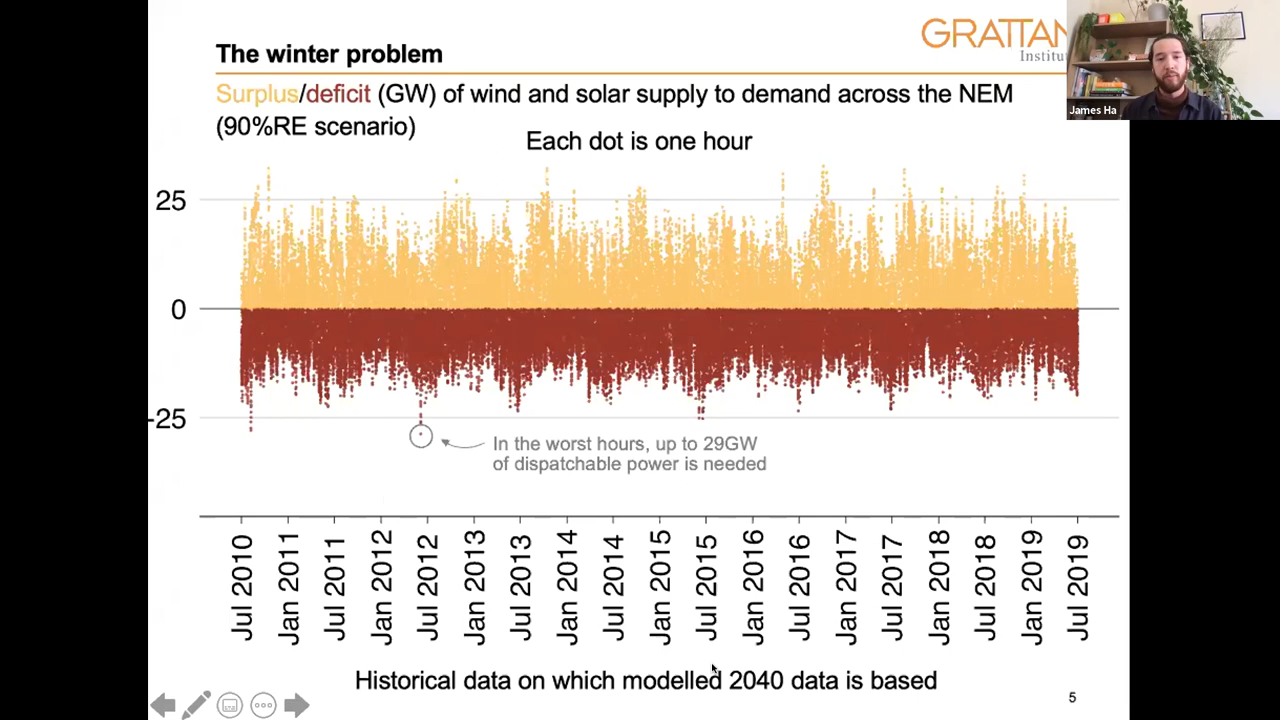 The winter problem
GRATTAN
Institu
James Ha
Surplus/deficit (GW) of wind and solar supply to demand across the NEM
(90%RE scenario)
Each dot is one hour
25
0
-25
In the worst hours, up to 29GW
of dispatchable power is needed
Jul 2010
Jan 2011
Jul 2011
Jan 2012
Jul 2012
Jan 2013
Jul 2013
Jan 2014
Jul 2014
Jan 2015
Jul 2015
Jan 2016
Jul 2016
Jan 2017
Jul 2017
Jan 2018
Jul 2018
Jan 2019
Jul 2019
Historical data on which modelled 2040 data is based
5